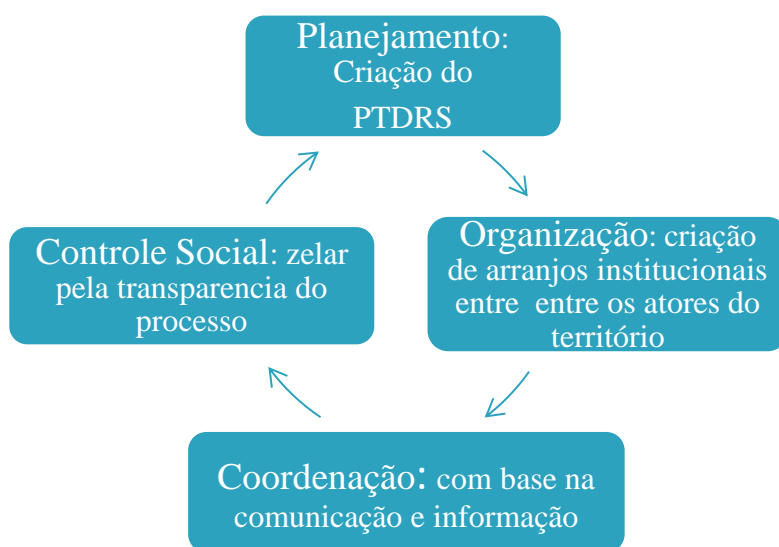 Planejamento:
Criação do
PTDRS
Organização: criação
de arranjos institucionais
entre entre os atores do
território
Coordenação: com base na
comunicação e informação
Controle Social: zelar
pela transparencia do
processo